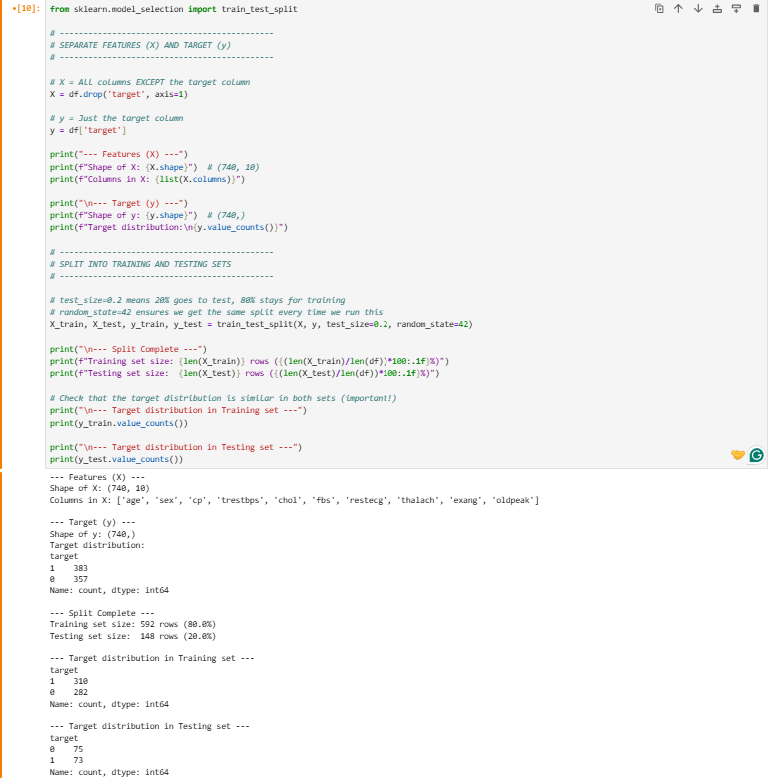 •[10]: from sklearn.model_selection import train_test_split
# --------------------------------------------
# SEPARATE FEATURES (X) AND TARGET (y)
# --------------------------------------------
# X = ALL columns EXCEPT the target column
X = df.drop('target', axis=1)
# y = Just the target column
y = df['target']
print("--- Features (X) ---")
print(f"Shape of X: {X.shape}")  # (740, 10)
print(f"Columns in X: {list(X.columns)}")
print("\n--- Target (y) ---")
print(f"Shape of y: {y.shape}")  # (740,)
print(f"Target distribution:\n{y.value_counts()}")
# --------------------------------------------
# SPLIT INTO TRAINING AND TESTING SETS
# --------------------------------------------
# test_size=0.2 means 20% goes to test, 80% stays for training
# random_state=42 ensures we get the same split every time we run this
X_train, X_test, y_train, y_test = train_test_split(X, y, test_size=0.2, random_state=42)
print("\n--- Split Complete ---")
print(f"Training set size: {len(X_train)} rows ({(len(X_train)/len(df))*100:.1f}%)")
print(f"Testing set size:  {len(X_test)} rows ({(len(X_test)/len(df))*100:.1f}%)")
# Check that the target distribution is similar in both sets (important!)
print("\n--- Target distribution in Training set ---")
print(y_train.value_counts())
print("\n--- Target distribution in Testing set ---")
print(y_test.value_counts())
--- Features (X) ---
Shape of X: (740, 10)
Columns in X: ['age', 'sex', 'cp', 'trestbps', 'chol', 'fbs', 'restecg', 'thalach', 'exang', 'oldpeak']
--- Target (y) ---
Shape of y: (740,)
Target distribution:
target
1    383
0    357
Name: count, dtype: int64
--- Split Complete ---
Training set size: 592 rows (80.0%)
Testing set size:  148 rows (20.0%)
--- Target distribution in Training set ---
target
1    310
0    282
Name: count, dtype: int64
--- Target distribution in Testing set ---
target
0    75
1    73
Name: count, dtype: int64